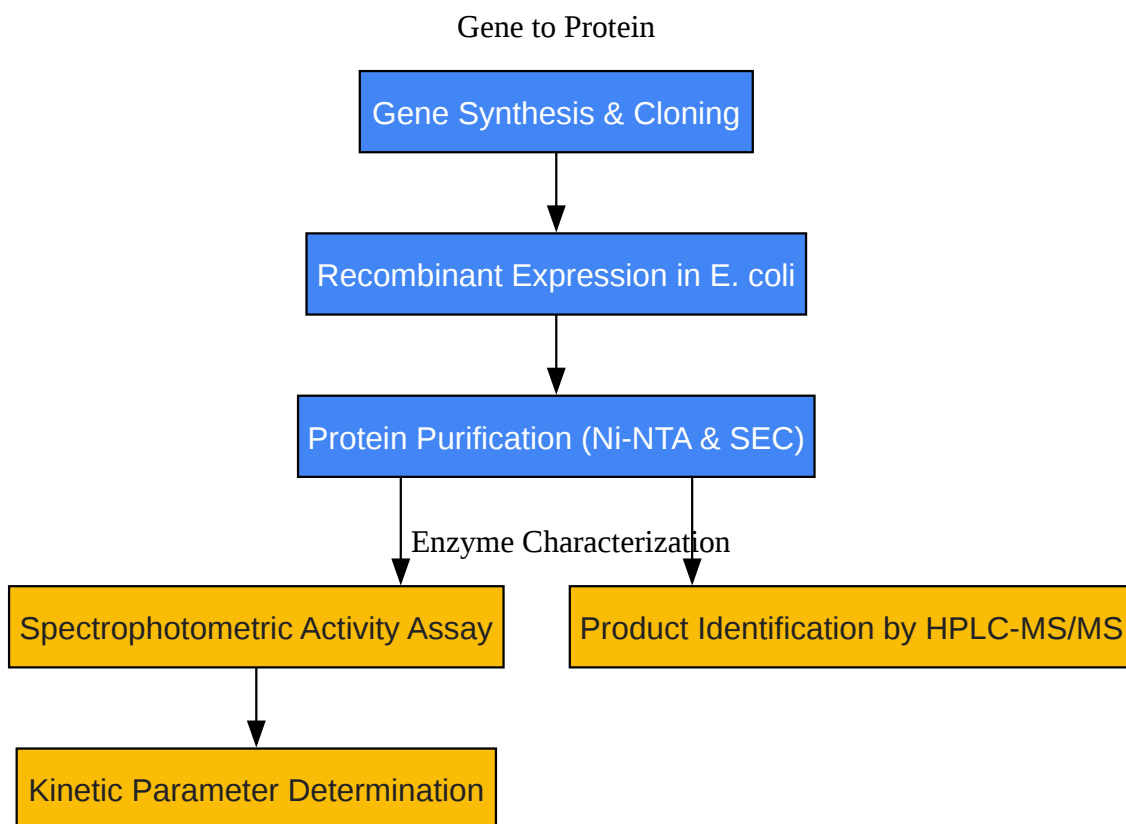 Gene to Protein
Gene Synthesis & Cloning
Recombinant Expression in E. coli
Protein Purification (Ni-NTA & SEC)
Enzyme Characterization
Spectrophotometric Activity Assay
Product Identification by HPLC-MS/MS
Kinetic Parameter Determination